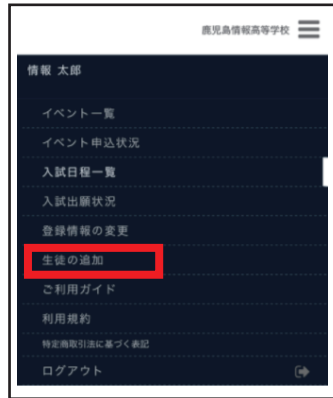 鹿児島情報高等学校
情報 太郎
イベント一覧
イベント申込状況
入試日程一覧
入試出願状況
登録情報の変更
生徒の追加
ご利用ガイド
利用規約
特定商取引法に基づく表記
ログアウト